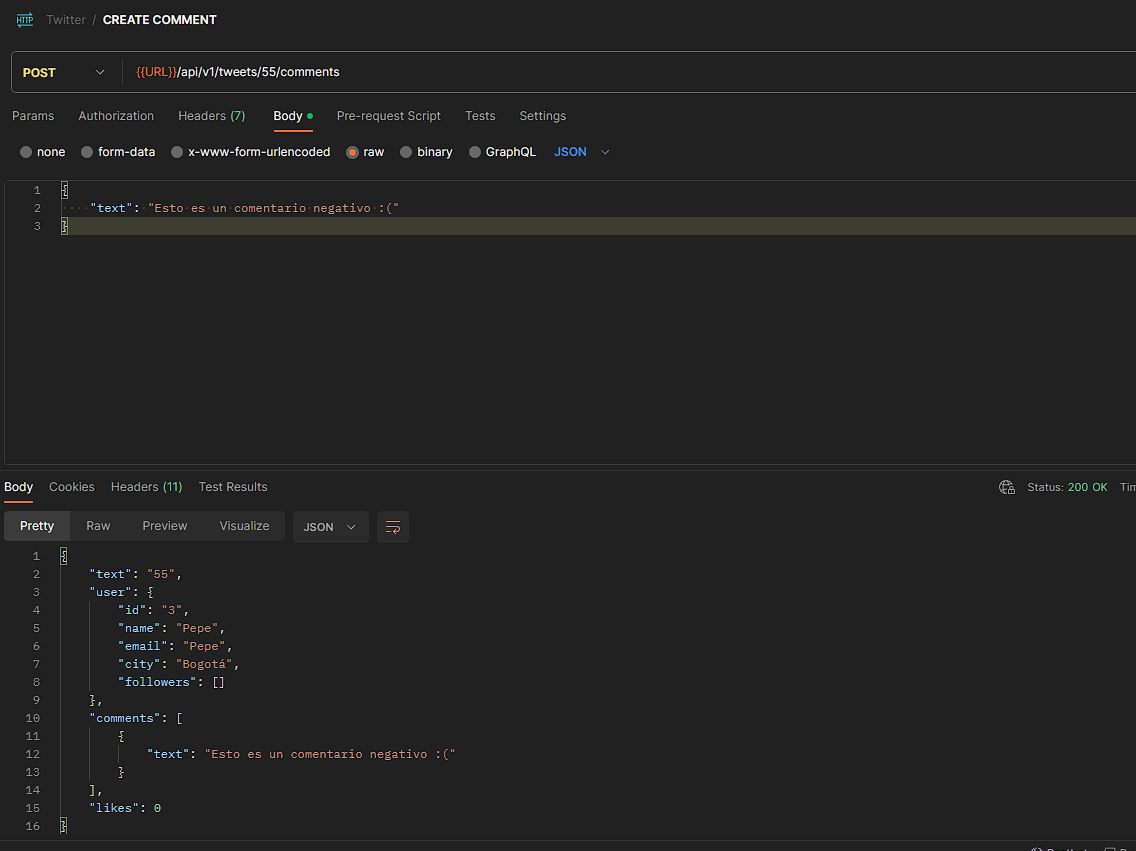 HTTP Twitter / CREATE COMMENT
POST {{URL}}/api/v1/tweets/55/comments
Params Authorization Headers (7) Body Pre-request Script Tests Settings
none form-data x-www-form-urlencoded raw binary GraphQL JSON
1 {
2 "text": "Esto es un comentario negativo :("
3 }
Body Cookies Headers (11) Test Results Status: 200 OK
Pretty Raw Preview Visualize JSON
1 {
2 "text": "55",
3 "user": {
4 "id": "3",
5 "name": "Pepe",
6 "email": "Pepe",
7 "city": "Bogotá",
8 "followers": []
9 },
10 "comments": [
11 {
12 "text": "Esto es un comentario negativo :("
13 }
14 ],
15 "likes": 0
16 }